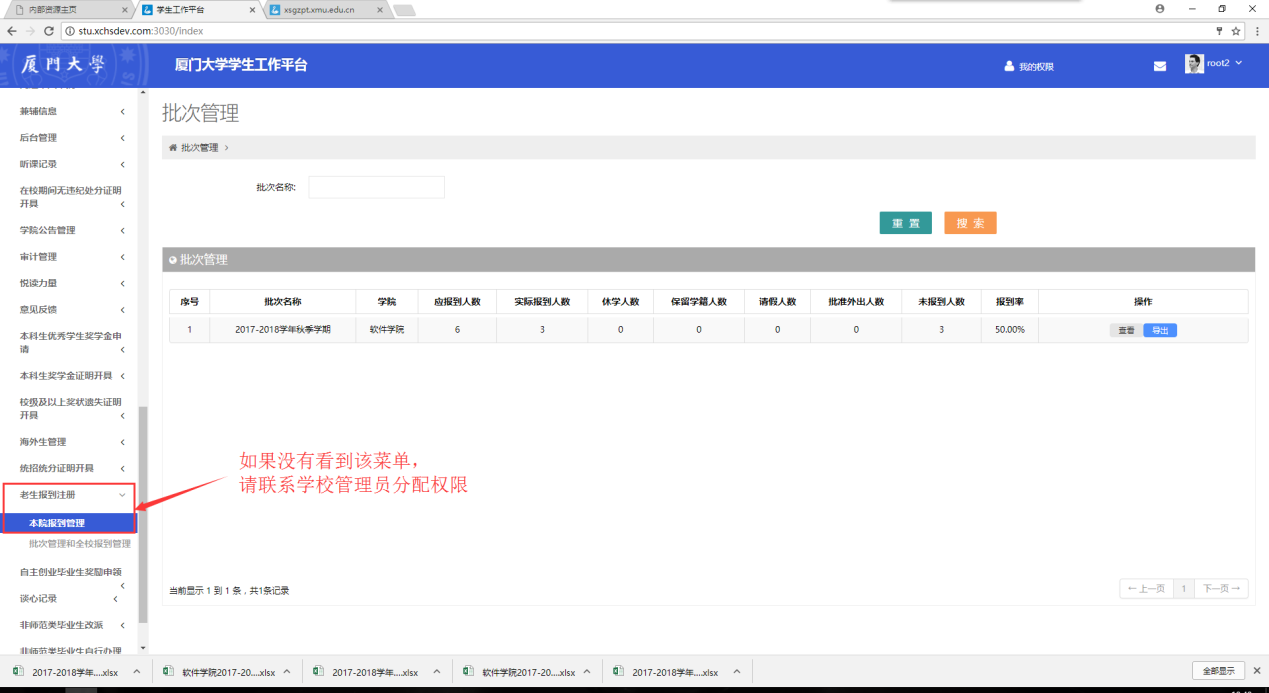 内部资源主页
学生工作平台
xsgzpt.xmu.edu.cn
stu.xchsdev.com:3030/index
厦门大学
厦门大学学生工作平台
我的权限
root2
兼辅信息
后台管理
听课记录
在校期间无违纪处分证明
开具
学院公告管理
审计管理
悦读力量
意见反馈
本科生优秀学生奖学金申
请
本科生奖学金证明开具
校级及以上奖状遗失证明
开具
海外生管理
统招统分证明开具
老生报到注册
本院报到管理
批次管理和全校报到管理
自主创业毕业生奖励申领
谈心记录
非师范类毕业生改派
非师范类毕业生自行办理
批次管理
批次管理
批次名称:
重 置
搜 索
批次管理
序号 批次名称 学院 应报到人数 实际报到人数 休学人数 保留学籍人数 请假人数 批准外出人数 未报到人数 报到率 操作
1 2017-2018学年秋季学期 软件学院 6 3 0 0 0 0 3 50.00% 查看 导出
如果没有看到该菜单，
请联系学校管理员分配权限
当前显示 1 到 1 条，共1条记录
←上一页 1 下一页→
2017-2018学年....xlsx
软件学院2017-20....xlsx
2017-2018学年....xlsx
软件学院2017-20....xlsx
2017-2018学年....xlsx
全部显示